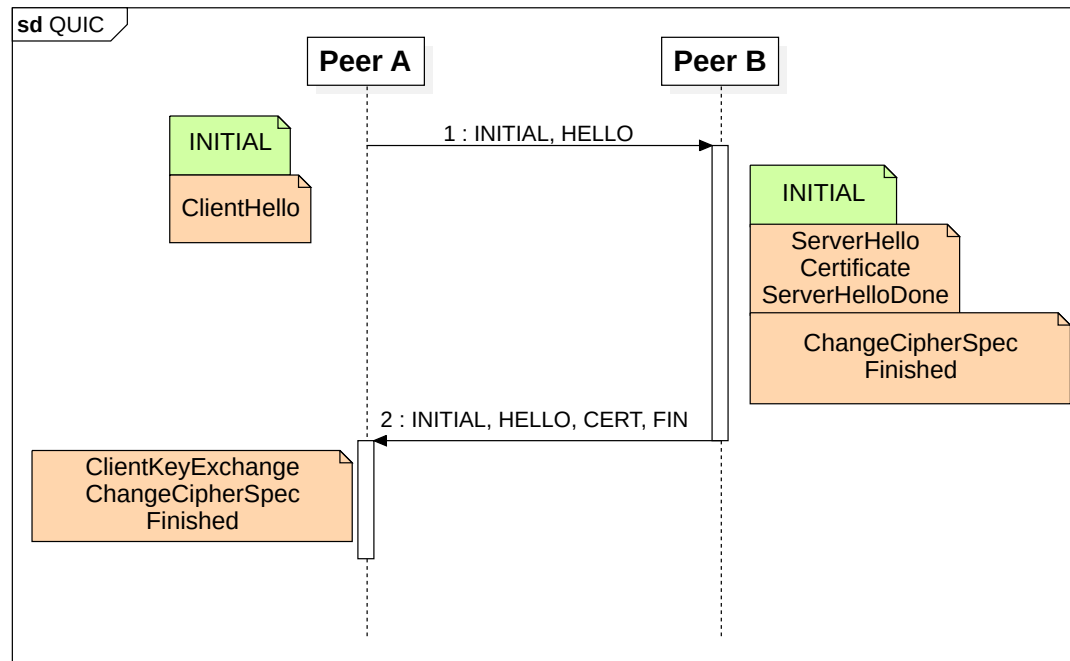 sd QUIC
Peer A
Peer B
1 : INITIAL, HELLO
INITIAL
ClientHello
INITIAL
ServerHello
Certificate
ServerHelloDone
ChangeCipherSpec
Finished
2 : INITIAL, HELLO, CERT, FIN
ClientKeyExchange
ChangeCipherSpec
Finished